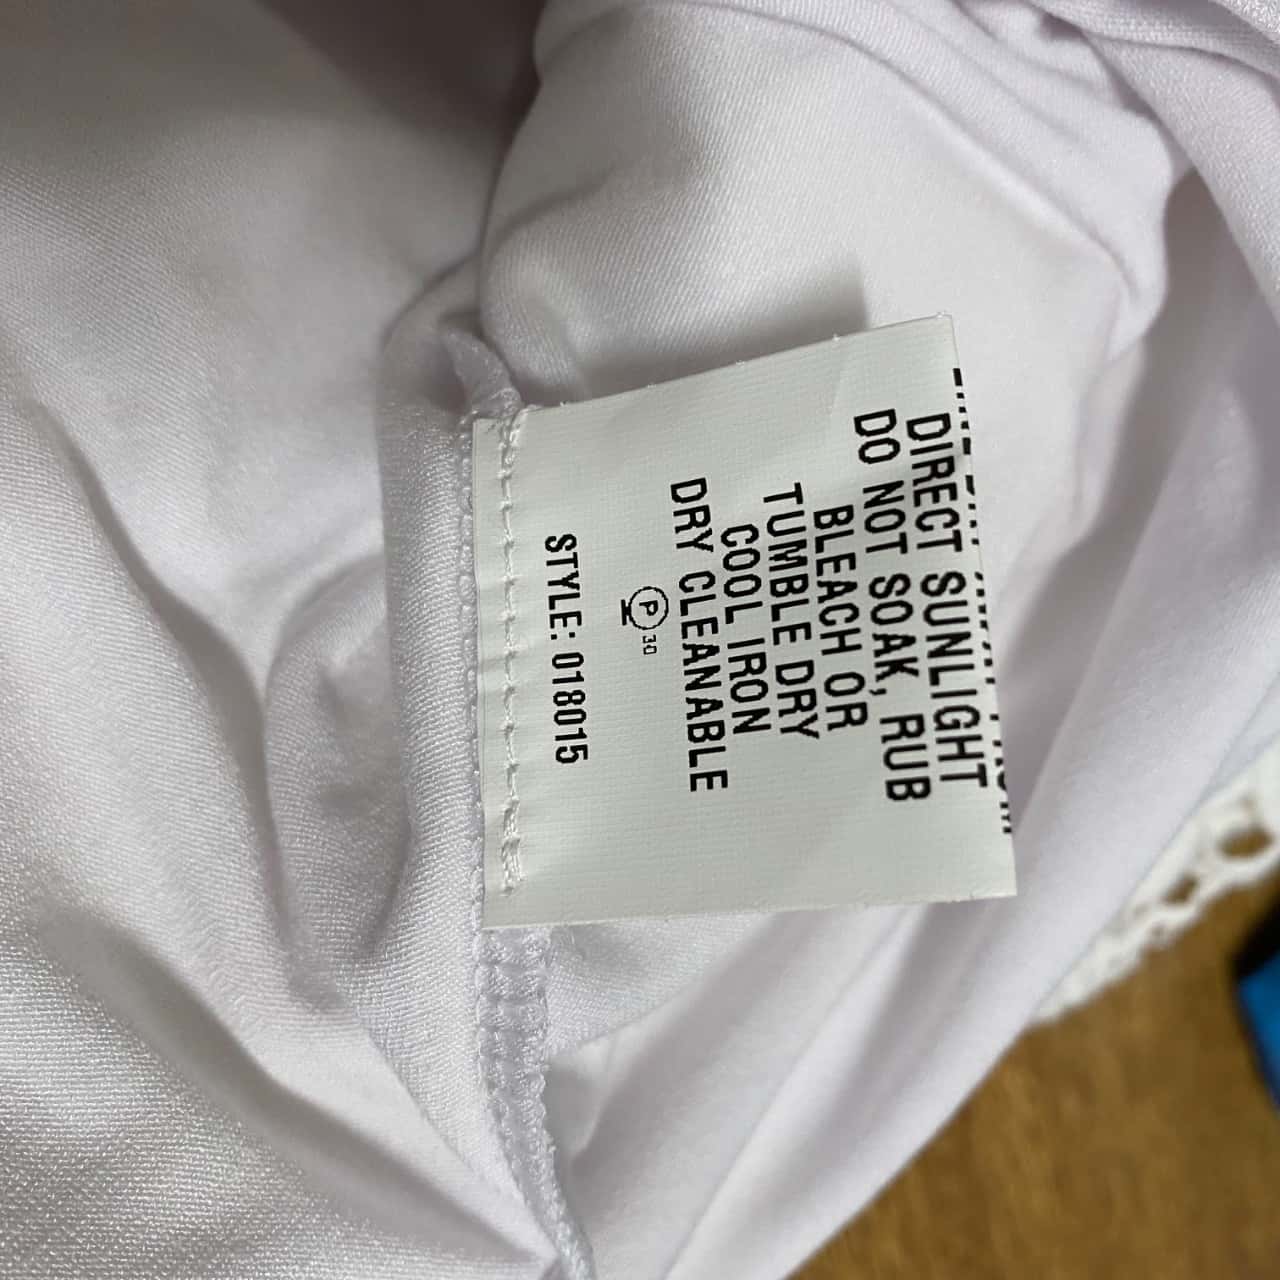 DIRECT SUNLIGHT
DO NOT SOAK, RUB
BLEACH OR
TUMBLE DRY
COOL IRON
DRY CLEANABLE
P 30
STYLE: 018015